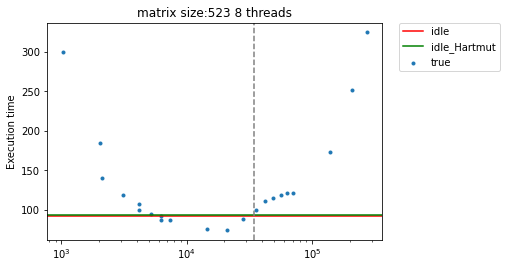 matrix size:523 8 threads
Execution time
300
250
200
150
100
10³
10⁴
10⁵
idle
idle_Hartmut
true